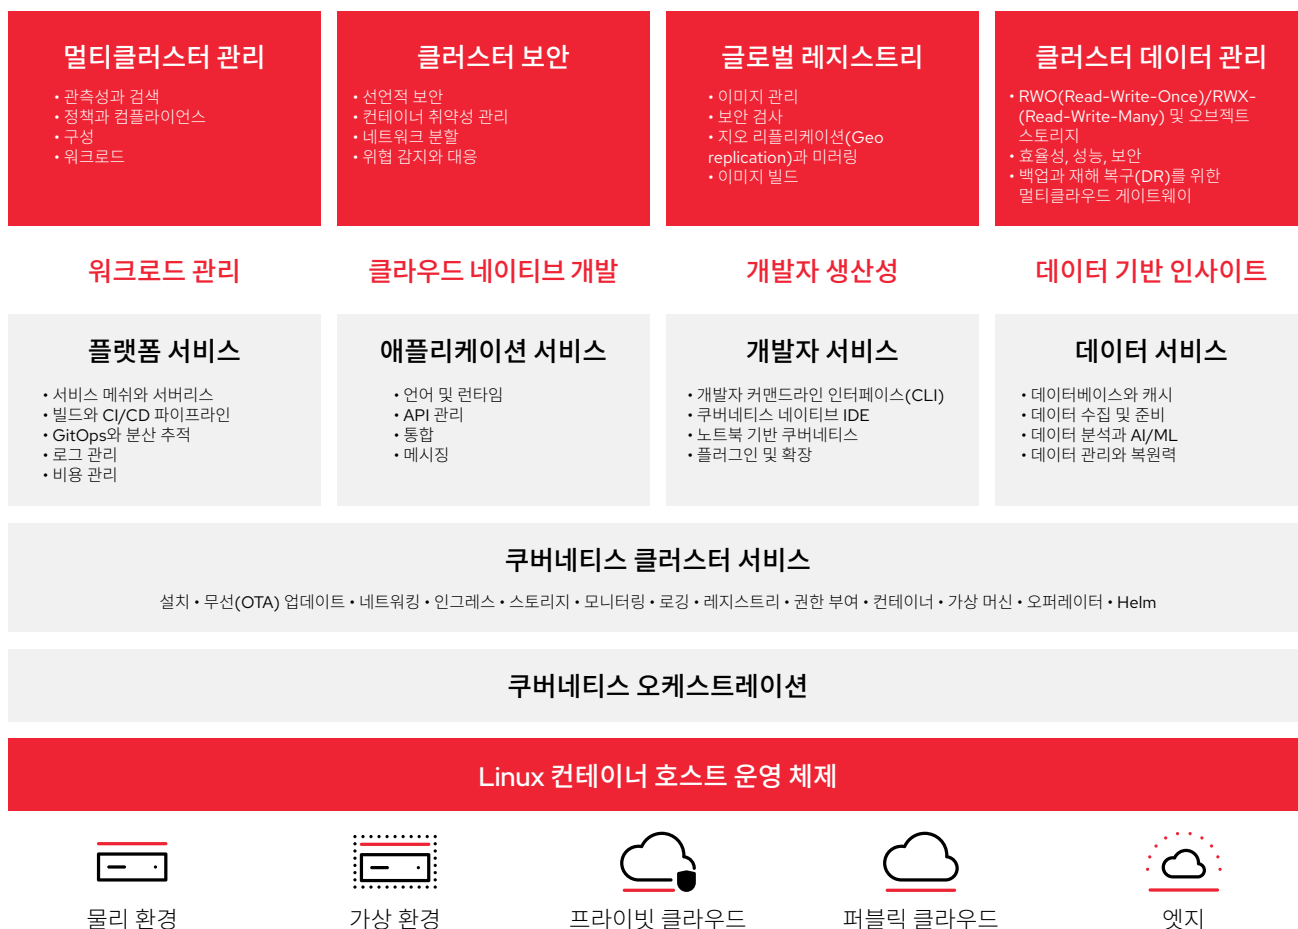 멀티클러스터 관리
• 관측성과 검색
• 정책과 컴플라이언스
• 구성
• 워크로드
클러스터 보안
• 선언적 보안
• 컨테이너 취약성 관리
• 네트워크 분할
• 위협 감지와 대응
글로벌 레지스트리
• 이미지 관리
• 보안 검사
• 지오 리플리케이션(Geo
replication)과 미러링
• 이미지 빌드
클러스터 데이터 관리
• RWO(Read-Write-Once)/RWX-
(Read-Write-Many) 및 오브젝트
스토리지
• 효율성, 성능, 보안
• 백업과 재해 복구(DR)를 위한
멀티클라우드 게이트웨이
워크로드 관리
클라우드 네이티브 개발
개발자 생산성
데이터 기반 인사이트
플랫폼 서비스
• 서비스 메쉬와 서버리스
• 빌드와 CI/CD 파이프라인
• GitOps와 분산 추적
• 로그 관리
• 비용 관리
애플리케이션 서비스
• 언어 및 런타임
• API 관리
• 통합
• 메시징
개발자 서비스
• 개발자 커맨드라인 인터페이스(CLI)
• 쿠버네티스 네이티브 IDE
• 노트북 기반 쿠버네티스
• 플러그인 및 확장
데이터 서비스
• 데이터베이스와 캐시
• 데이터 수집 및 준비
• 데이터 분석과 AI/ML
• 데이터 관리와 복원력
쿠버네티스 클러스터 서비스
설치 • 무선(OTA) 업데이트 • 네트워킹 • 인그레스 • 스토리지 • 모니터링 • 로깅 • 레지스트리 • 권한 부여 • 컨테이너 • 가상 머신 • 오퍼레이터 • Helm
쿠버네티스 오케스트레이션
Linux 컨테이너 호스트 운영 체제
물리 환경
가상 환경
프라이빗 클라우드
퍼블릭 클라우드
엣지